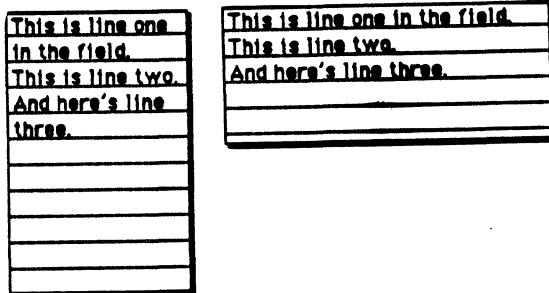 This is line one
in the field.
This is line two.
And here's line
three.
This is line one in the field.
This is line two.
And here's line three.